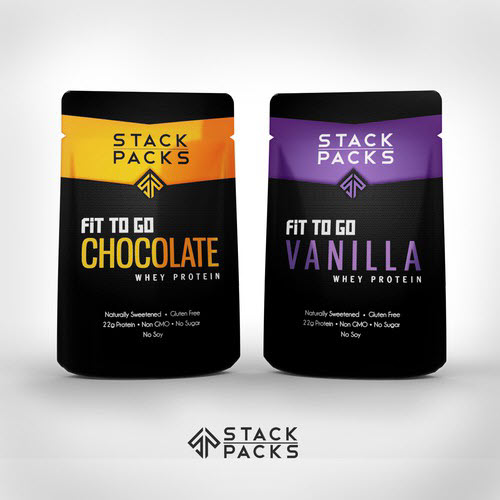 STACK
PACKS
FiT TO GO
CHOCOLATE
WHEY PROTEIN
Naturally Sweetened • Gluten Free
22g Protein • Non GMO • No Sugar
No Soy
STACK
PACKS
FiT TO GO
VANILLA
WHEY PROTEIN
Naturally Sweetened • Gluten Free
22g Protein • Non GMO • No Sugar
No Soy
STACK
PACKS